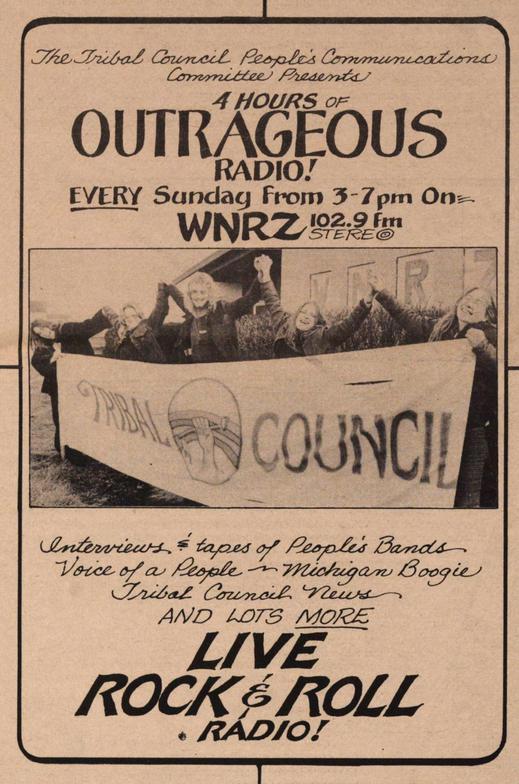 The Tribal Council People's Communications
Committee Presents
4 HOURS OF
OUTRAGEOUS
RADIO!
EVERY Sunday From 3-7pm On
WNRZ 102.9 fm
STEREO
WNRZ
TRIBAL COUNCIL
Interviews & tapes of People's Bands
Voice of a People ~ Michigan Boogie
Tribal Council News
AND LOTS MORE
LIVE
ROCK & ROLL
RADIO!